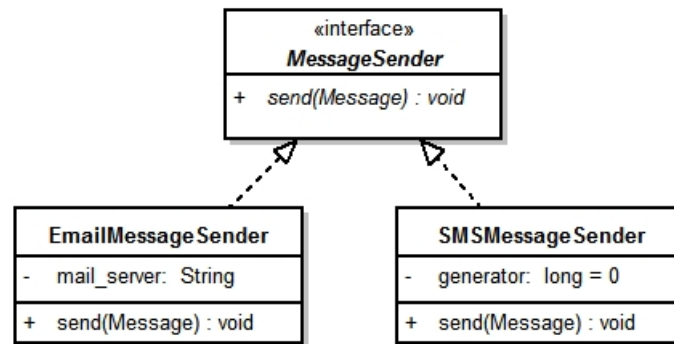 «interface»
MessageSender
+ send(Message) : void
EmailMessageSender
- mail_server: String
+ send(Message) : void
SMSMessageSender
- generator: long = 0
+ send(Message) : void